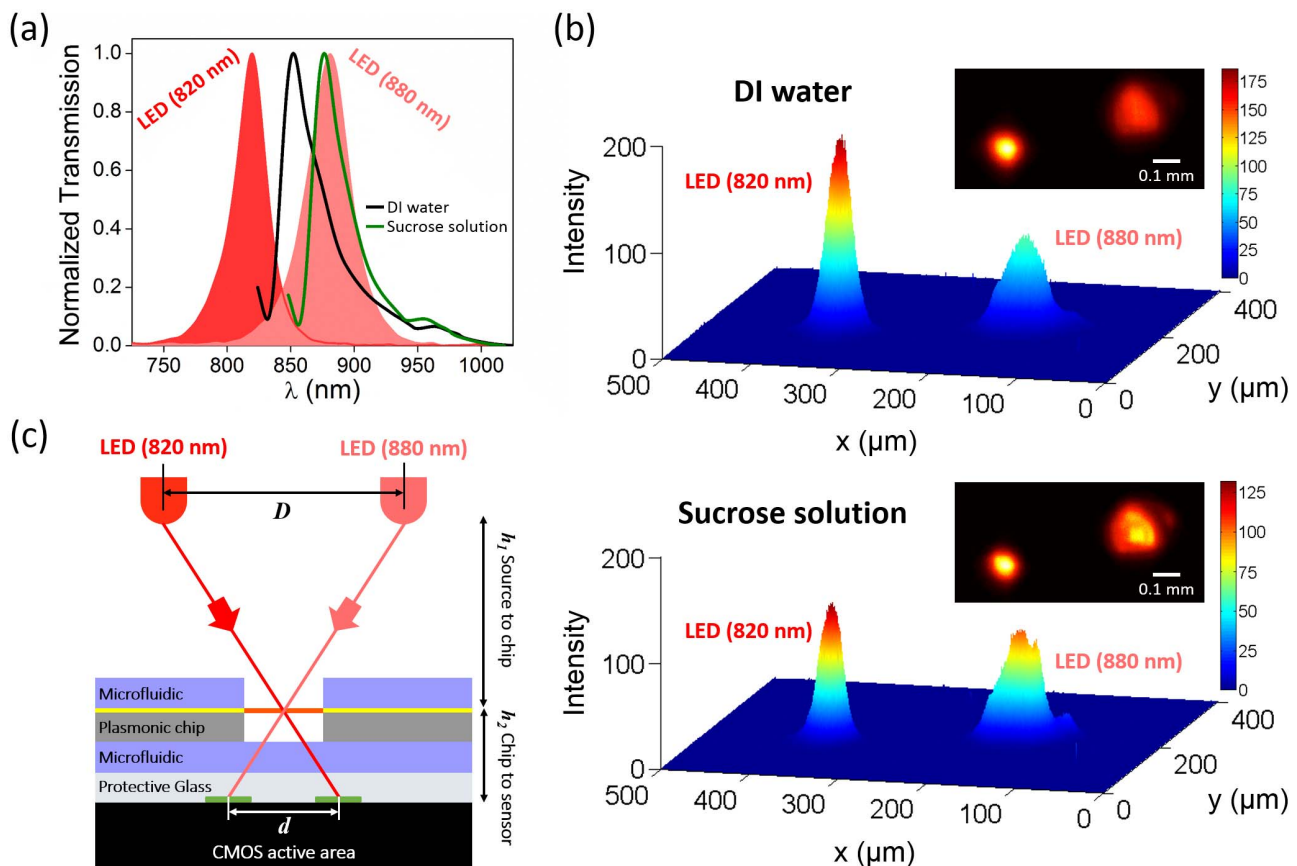 (a)
Normalized Transmission
1.0
0.8
0.6
0.4
0.2
0.0
LED (820 nm)
LED (880 nm)
DI water
Sucrose solution
750 800 850 900 950 1000
λ (nm)
(b)
DI water
Intensity
200
100
0
LED (820 nm)
LED (880 nm)
500 400 300 200 100 0
x (μm)
0 200 400
y (μm)
0.1 mm
175
150
125
100
75
50
25
0
Sucrose solution
Intensity
200
100
0
LED (820 nm)
LED (880 nm)
500 400 300 200 100 0
x (μm)
0 200 400
y (μm)
0.1 mm
125
100
75
50
25
0
(c)
LED (820 nm)
LED (880 nm)
D
h1 Source to chip
Microfluidic
Plasmonic chip
Microfluidic
Protective Glass
h2 Chip to sensor
d
CMOS active area